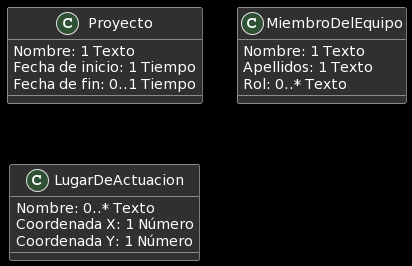 C Proyecto
Nombre: 1 Texto
Fecha de inicio: 1 Tiempo
Fecha de fin: 0..1 Tiempo
C MiembroDelEquipo
Nombre: 1 Texto
Apellidos: 1 Texto
Rol: 0..* Texto
C LugarDeActuacion
Nombre: 0..* Texto
Coordenada X: 1 Número
Coordenada Y: 1 Número